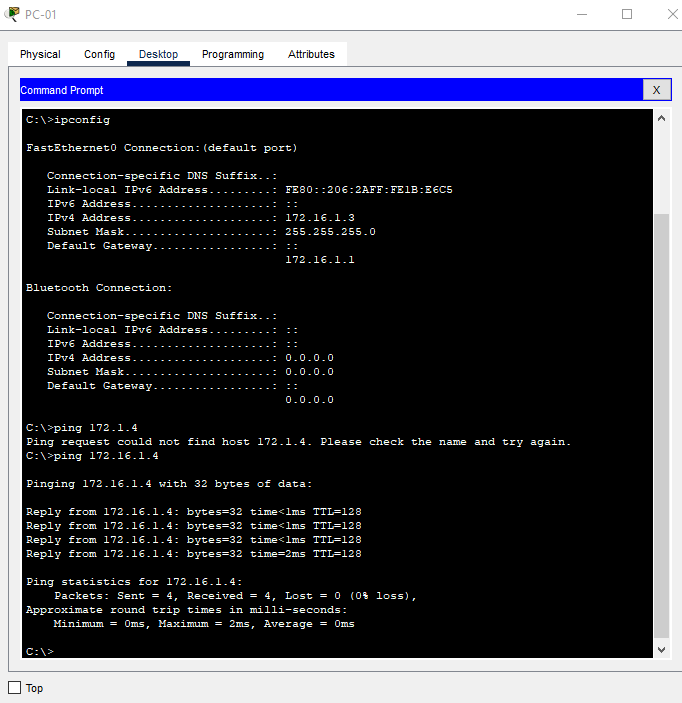 PC-01
Physical Config Desktop Programming Attributes
Command Prompt X
C:\>ipconfig
FastEthernet0 Connection:(default port)
Connection-specific DNS Suffix..:
Link-local IPv6 Address.........: FE80::206:2AFF:FE1B:E6C5
IPv6 Address....................: ::
IPv4 Address....................: 172.16.1.3
Subnet Mask.....................: 255.255.255.0
Default Gateway.................: ::
172.16.1.1
Bluetooth Connection:
Connection-specific DNS Suffix..:
Link-local IPv6 Address.........: ::
IPv6 Address....................: ::
IPv4 Address....................: 0.0.0.0
Subnet Mask.....................: 0.0.0.0
Default Gateway.................: ::
0.0.0.0
C:\>ping 172.1.4
Ping request could not find host 172.1.4. Please check the name and try again.
C:\>ping 172.16.1.4
Pinging 172.16.1.4 with 32 bytes of data:
Reply from 172.16.1.4: bytes=32 time<1ms TTL=128
Reply from 172.16.1.4: bytes=32 time<1ms TTL=128
Reply from 172.16.1.4: bytes=32 time<1ms TTL=128
Reply from 172.16.1.4: bytes=32 time=2ms TTL=128
Ping statistics for 172.16.1.4:
Packets: Sent = 4, Received = 4, Lost = 0 (0% loss),
Approximate round trip times in milli-seconds:
Minimum = 0ms, Maximum = 2ms, Average = 0ms
C:\>
Top